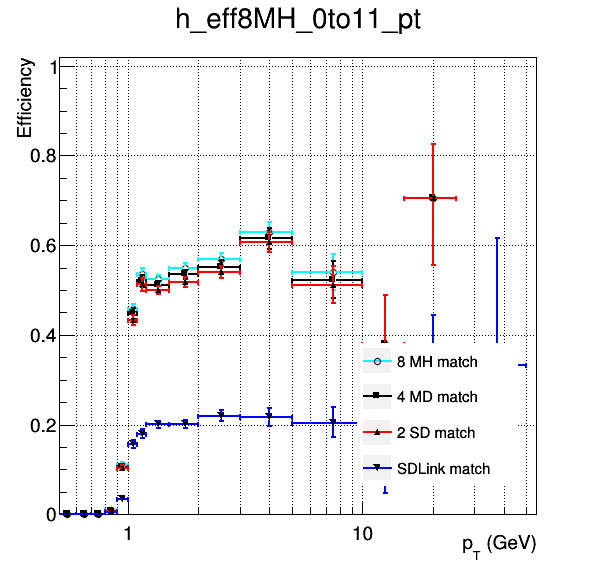 h_eff8MH_0to11_pt
Efficiency
1
0.8
0.6
0.4
0.2
0
8 MH match
4 MD match
2 SD match
SDLink match
1
10
p_T (GeV)